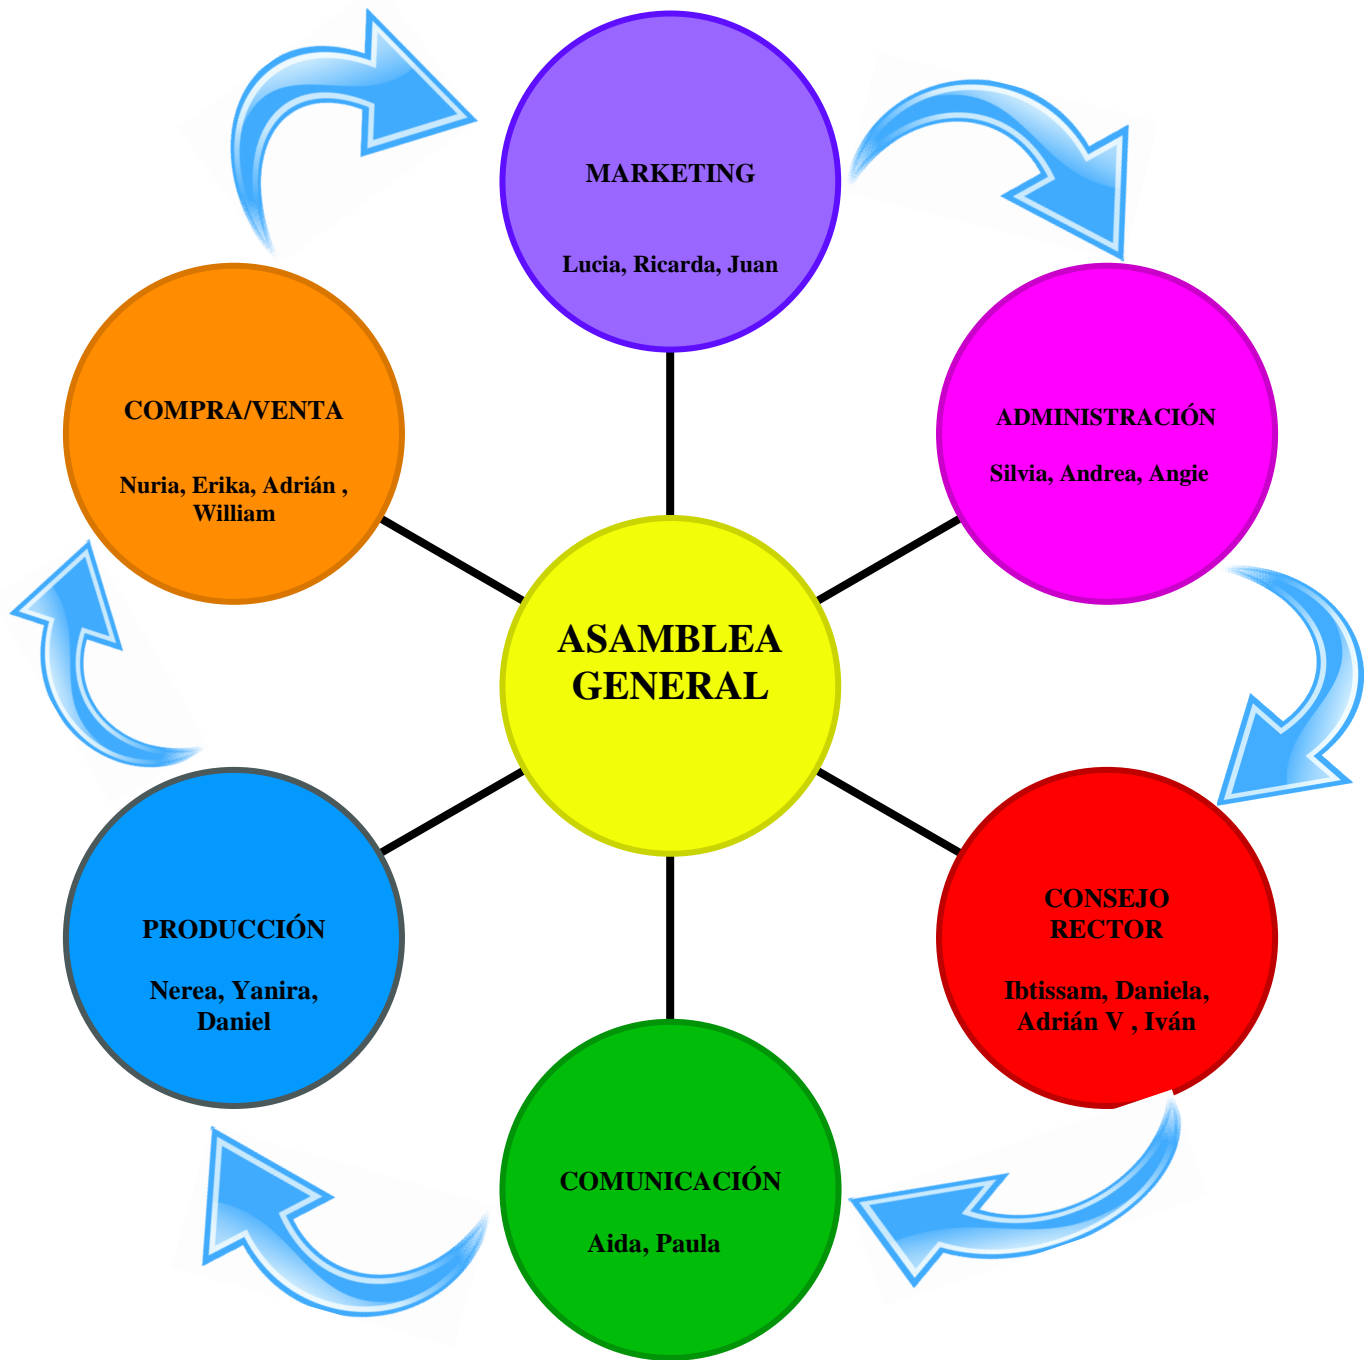 MARKETING
Lucia, Ricarda, Juan
COMPRA/VENTA
Nuria, Erika, Adrián ,
William
ADMINISTRACIÓN
Silvia, Andrea, Angie
ASAMBLEA
GENERAL
PRODUCCIÓN
Nerea, Yanira,
Daniel
CONSEJO
RECTOR
Ibtissam, Daniela,
Adrián V , Iván
COMUNICACIÓN
Aida, Paula